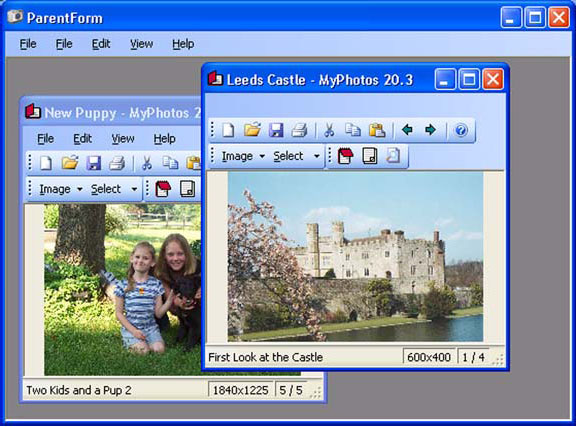 ParentForm
File File Edit View Help
Leeds Castle - MyPhotos 20.3
New Puppy - MyPhotos 2
File Edit View Help
Image Select
Image Select
First Look at the Castle 600x400 1 / 4
Two Kids and a Pup 2 1840x1225 5 / 5